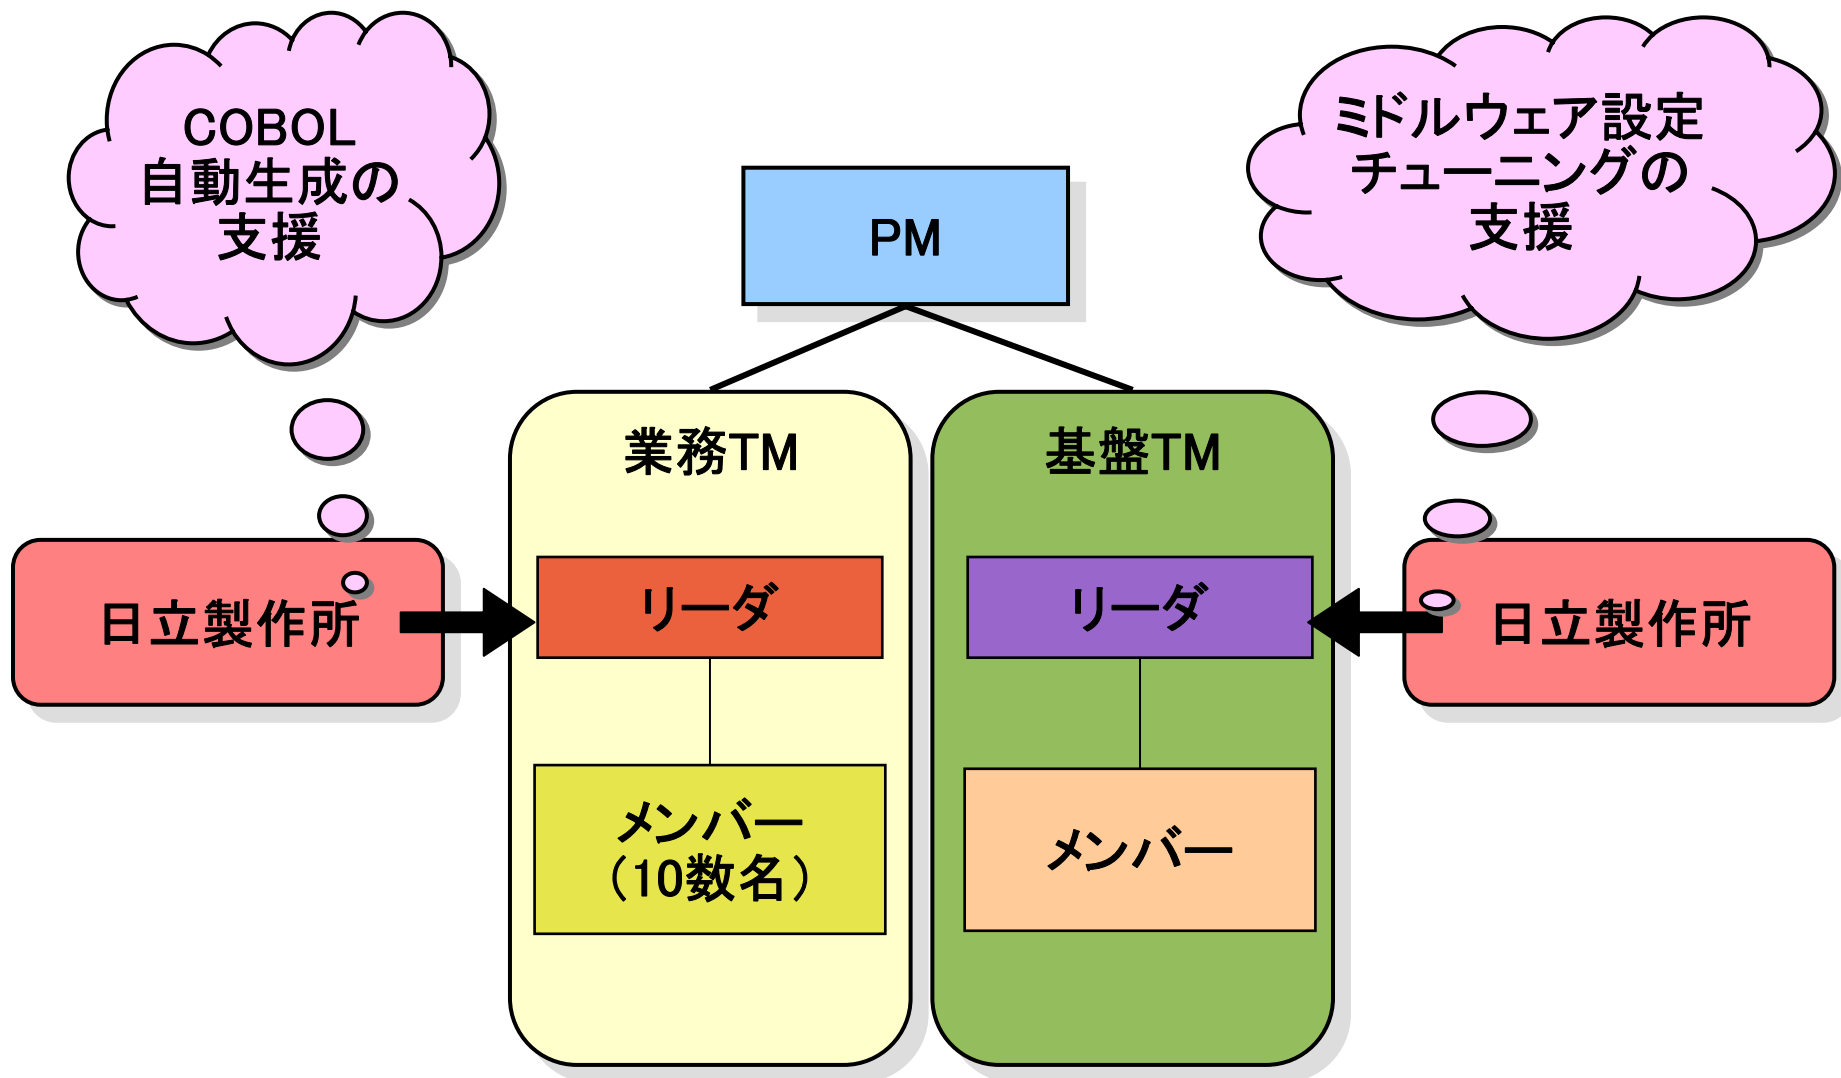 COBOL
自動生成の
支援
ミドルウェア設定
チューニングの
支援
PM
業務TM
基盤TM
日立製作所
リーダ
リーダ
日立製作所
メンバー
（10数名）
メンバー